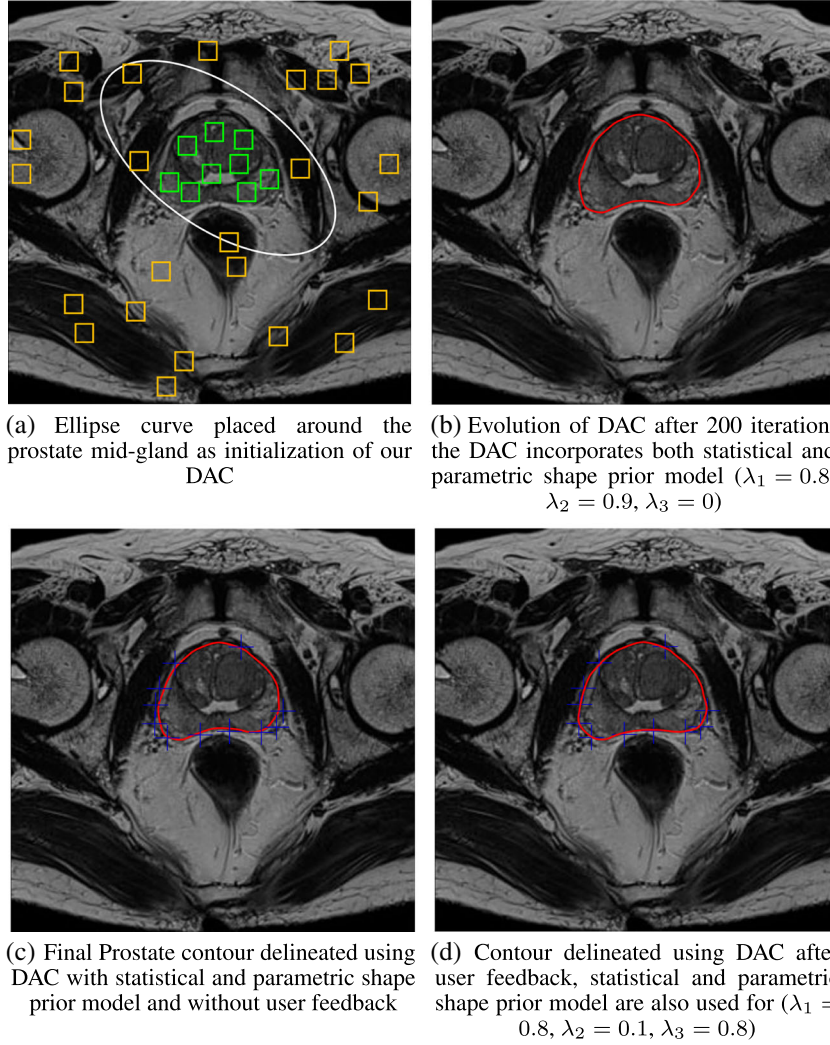 (a) Ellipse curve placed around the
prostate mid-gland as initialization of our
DAC
(b) Evolution of DAC after 200 iteration
the DAC incorporates both statistical and
parametric shape prior model (λ₁ = 0.8
λ₂ = 0.9, λ₃ = 0)
(c) Final Prostate contour delineated using
DAC with statistical and parametric shape
prior model and without user feedback
(d) Contour delineated using DAC after
user feedback, statistical and parametric
shape prior model are also used for (λ₁ =
0.8, λ₂ = 0.1, λ₃ = 0.8)